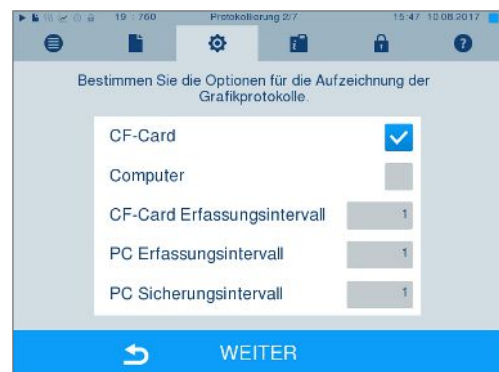 19 : 760 Protokollierung 2/7 15:47 10.08.2017
Bestimmen Sie die Optionen für die Aufzeichnung der
Grafikprotokolle.
CF-Card
Computer
CF-Card Erfassungsintervall 1
PC Erfassungsintervall 1
PC Sicherungsintervall 1
WEITER